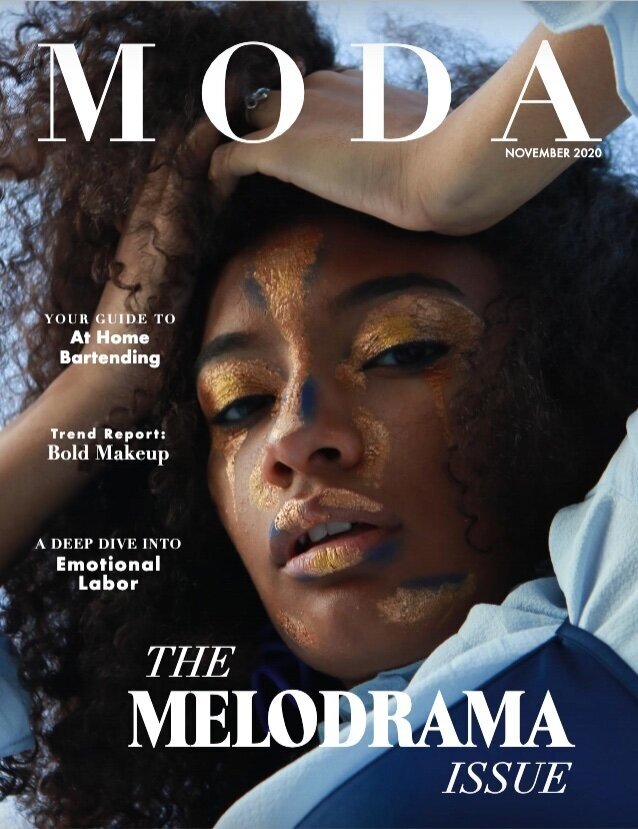 MODA
NOVEMBER 2020
YOUR GUIDE TO
At Home
Bartending
Trend Report:
Bold Makeup
A DEEP DIVE INTO
Emotional
Labor
THE
MELODRAMA
ISSUE